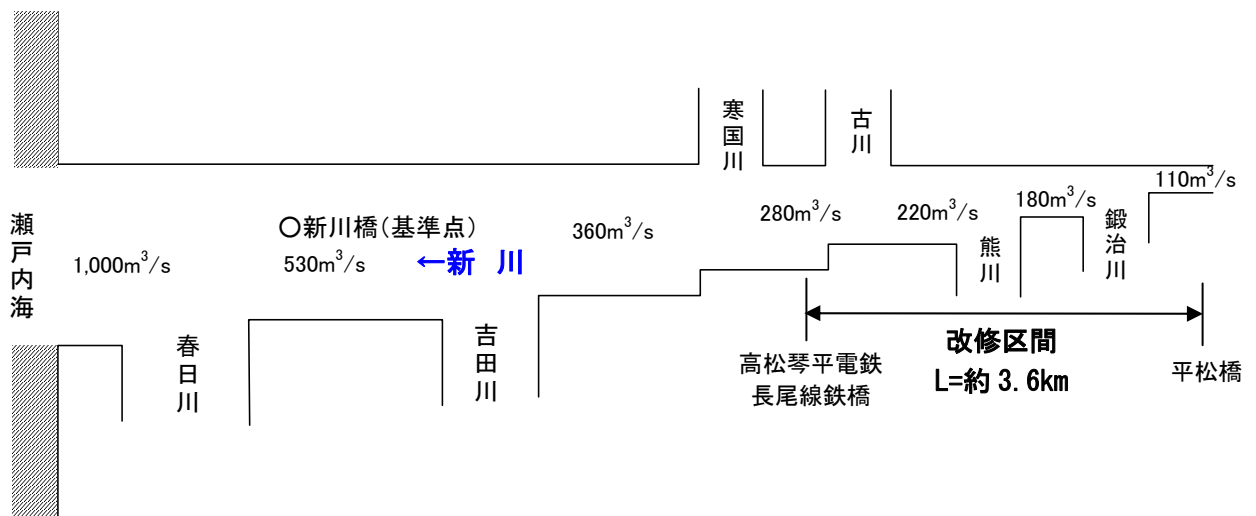 寒国川
古川
110m³/s
180m³/s
220m³/s
280m³/s
360m³/s
鍛治川
熊川
瀬戸内海
○新川橋(基準点)
1,000m³/s
530m³/s
←新 川
春日川
吉田川
高松琴平電鉄
長尾線鉄橋
改修区間
L=約 3.6km
平松橋